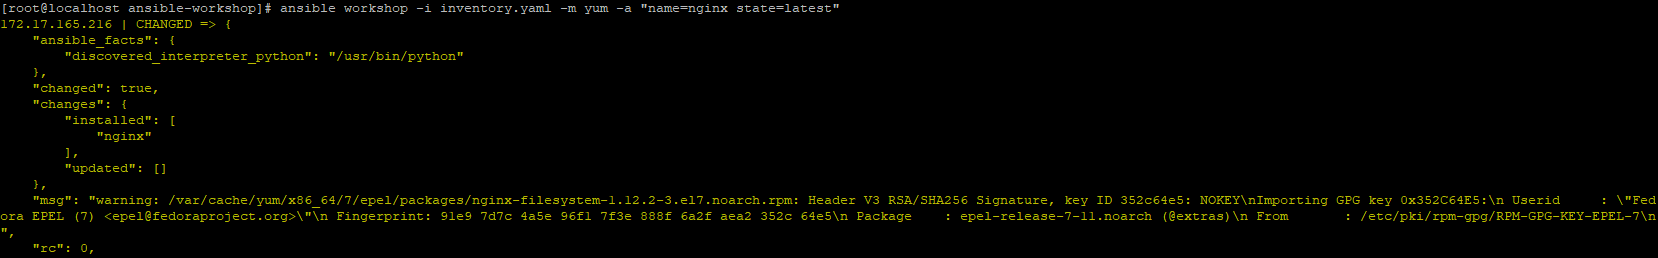 [root@localhost ansible-workshop]# ansible workshop -i inventory.yaml -m yum -a "name=nginx state=latest"
172.17.165.216 | CHANGED => {
    "ansible_facts": {
        "discovered_interpreter_python": "/usr/bin/python"
    },
    "changed": true,
    "changes": {
        "installed": [
            "nginx"
        ],
        "updated": []
    },
    "msg": "warning: /var/cache/yum/x86_64/7/epel/packages/nginx-filesystem-1.12.2-3.el7.noarch.rpm: Header V3 RSA/SHA256 Signature, key ID 352c64e5: NOKEY\nImporting GPG key 0x352C64E5:\n Userid     : \"Fed
ora EPEL (7) <epel@fedoraproject.org>\"\n Fingerprint: 91e9 7d7c 4a5e 96f1 7f3e 888f 6a2f aea2 352c 64e5\n Package    : epel-release-7-11.noarch (@extras)\n From       : /etc/pki/rpm-gpg/RPM-GPG-KEY-EPEL-7\n
",
    "rc": 0,